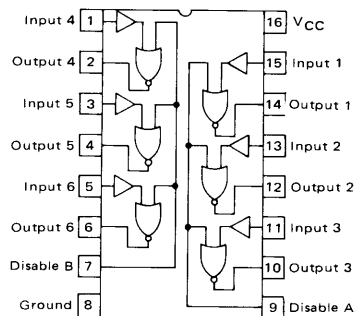 Input 4 1
Output 4 2
Input 5 3
Output 5 4
Input 6 5
Output 6 6
Disable B 7
Ground 8
16 VCC
15 Input 1
14 Output 1
13 Input 2
12 Output 2
11 Input 3
10 Output 3
9 Disable A